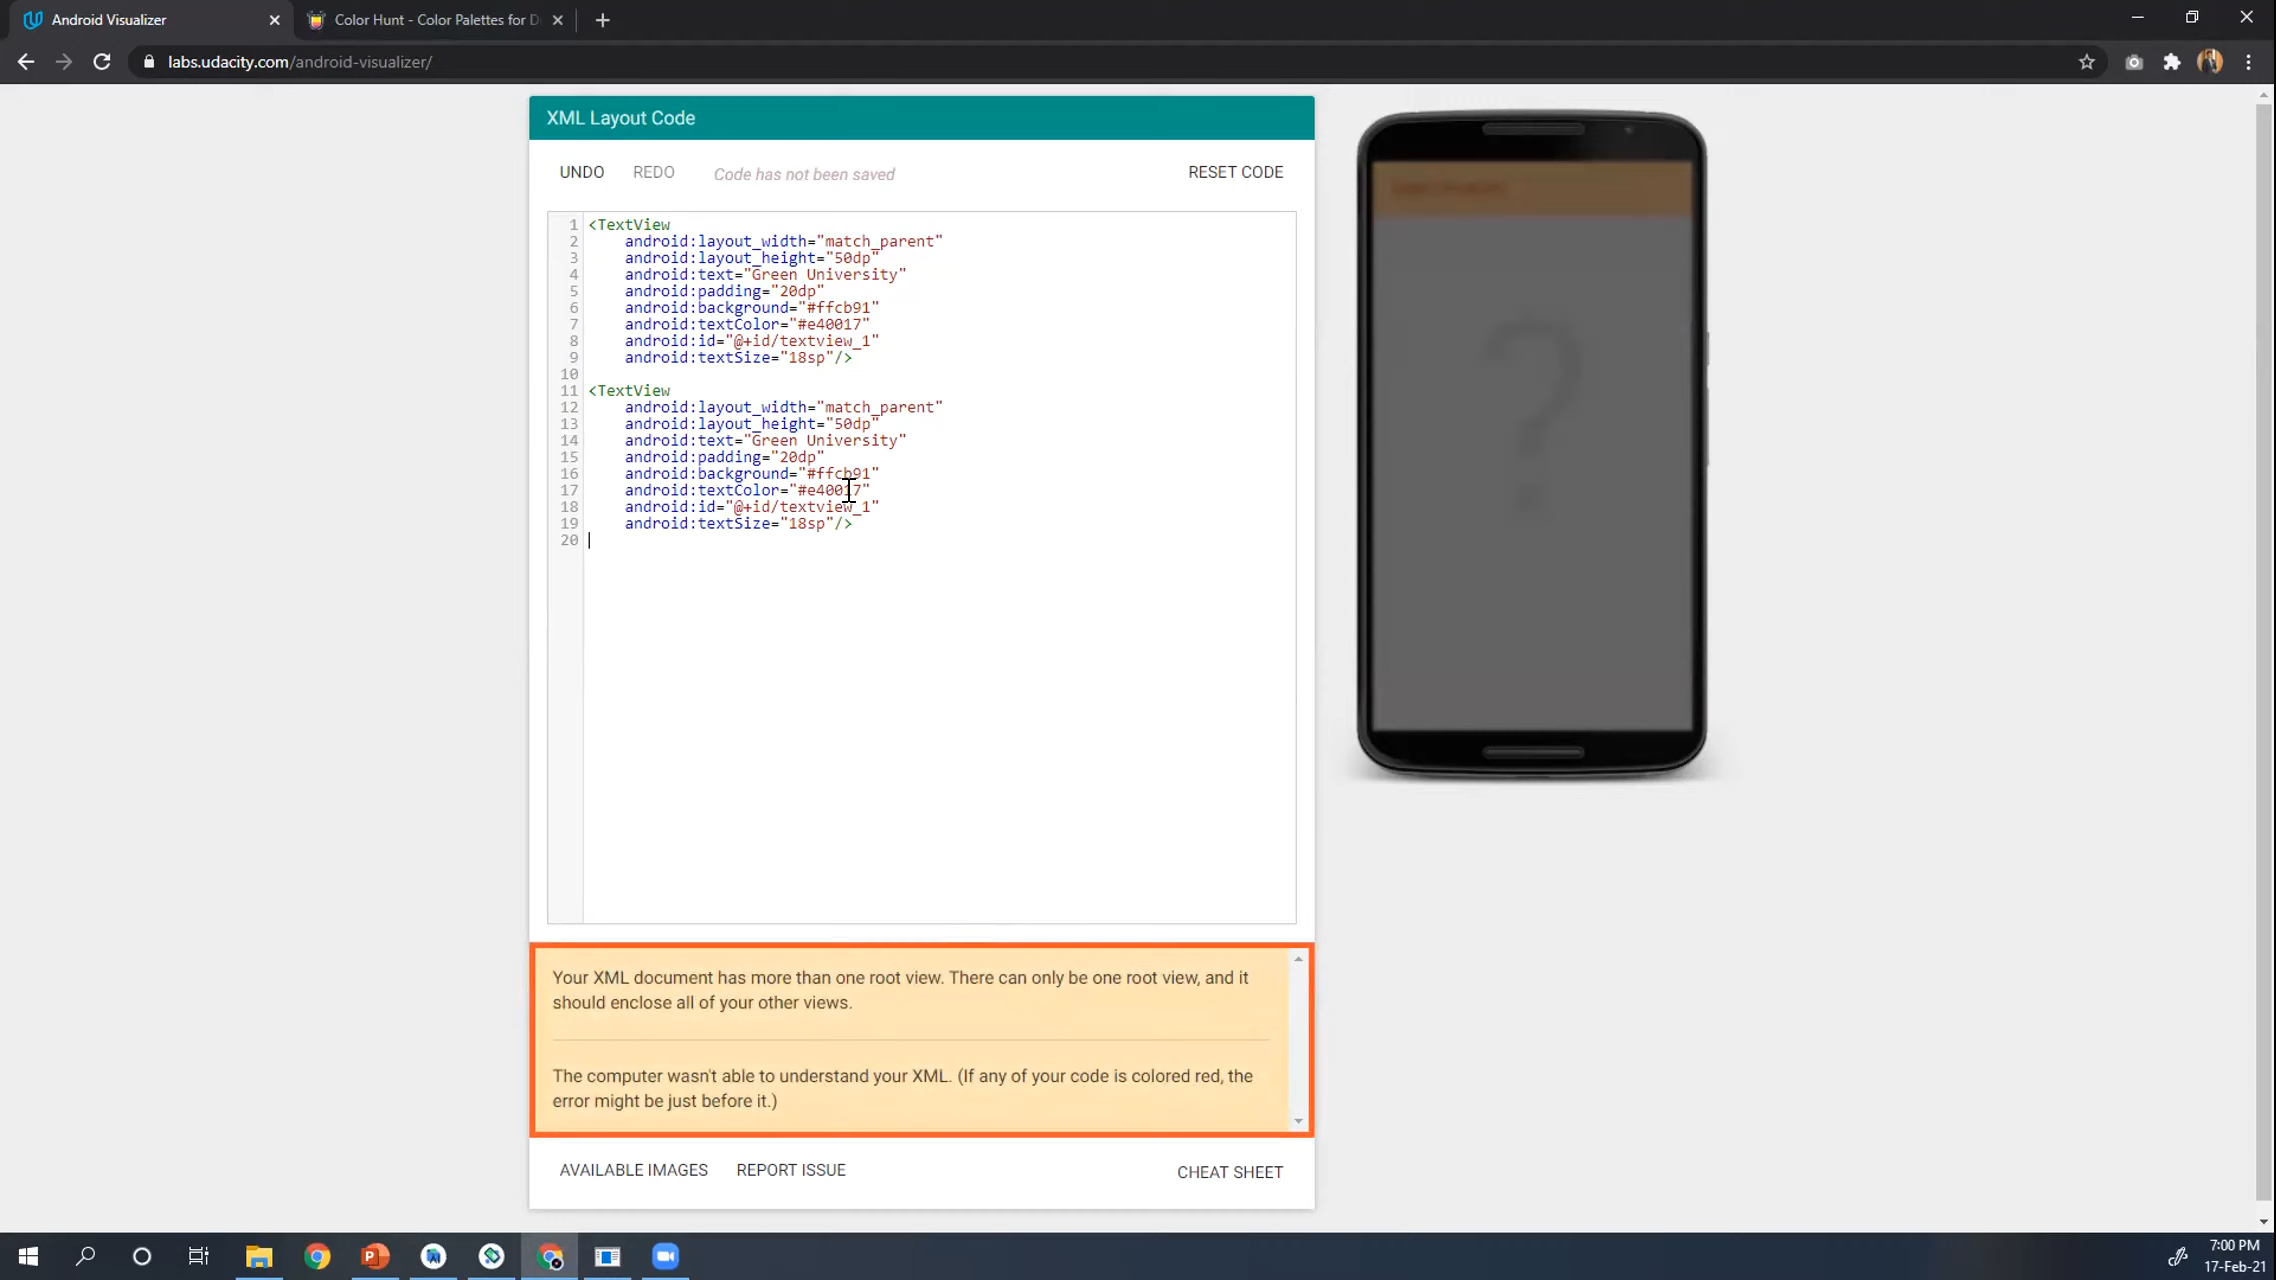 Android Visualizer
Color Hunt - Color Palettes for D
labs.udacity.com/android-visualizer/
XML Layout Code
UNDO
REDO
Code has not been saved
RESET CODE
1 <TextView
2 android:layout_width="match_parent"
3 android:layout_height="50dp"
4 android:text="Green University"
5 android:padding="20dp"
6 android:background="#ffcb91"
7 android:textColor="#e40017"
8 android:id="@+id/textview_1"
9 android:textSize="18sp"/>
10
11 <TextView
12 android:layout_width="match_parent"
13 android:layout_height="50dp"
14 android:text="Green University"
15 android:padding="20dp"
16 android:background="#ffcb91"
17 android:textColor="#e40017"
18 android:id="@+id/textview_1"
19 android:textSize="18sp"/>
20
Your XML document has more than one root view. There can only be one root view, and it
should enclose all of your other views.
The computer wasn't able to understand your XML. (If any of your code is colored red, the
error might be just before it.)
AVAILABLE IMAGES
REPORT ISSUE
CHEAT SHEET
7:00 PM
17-Feb-21